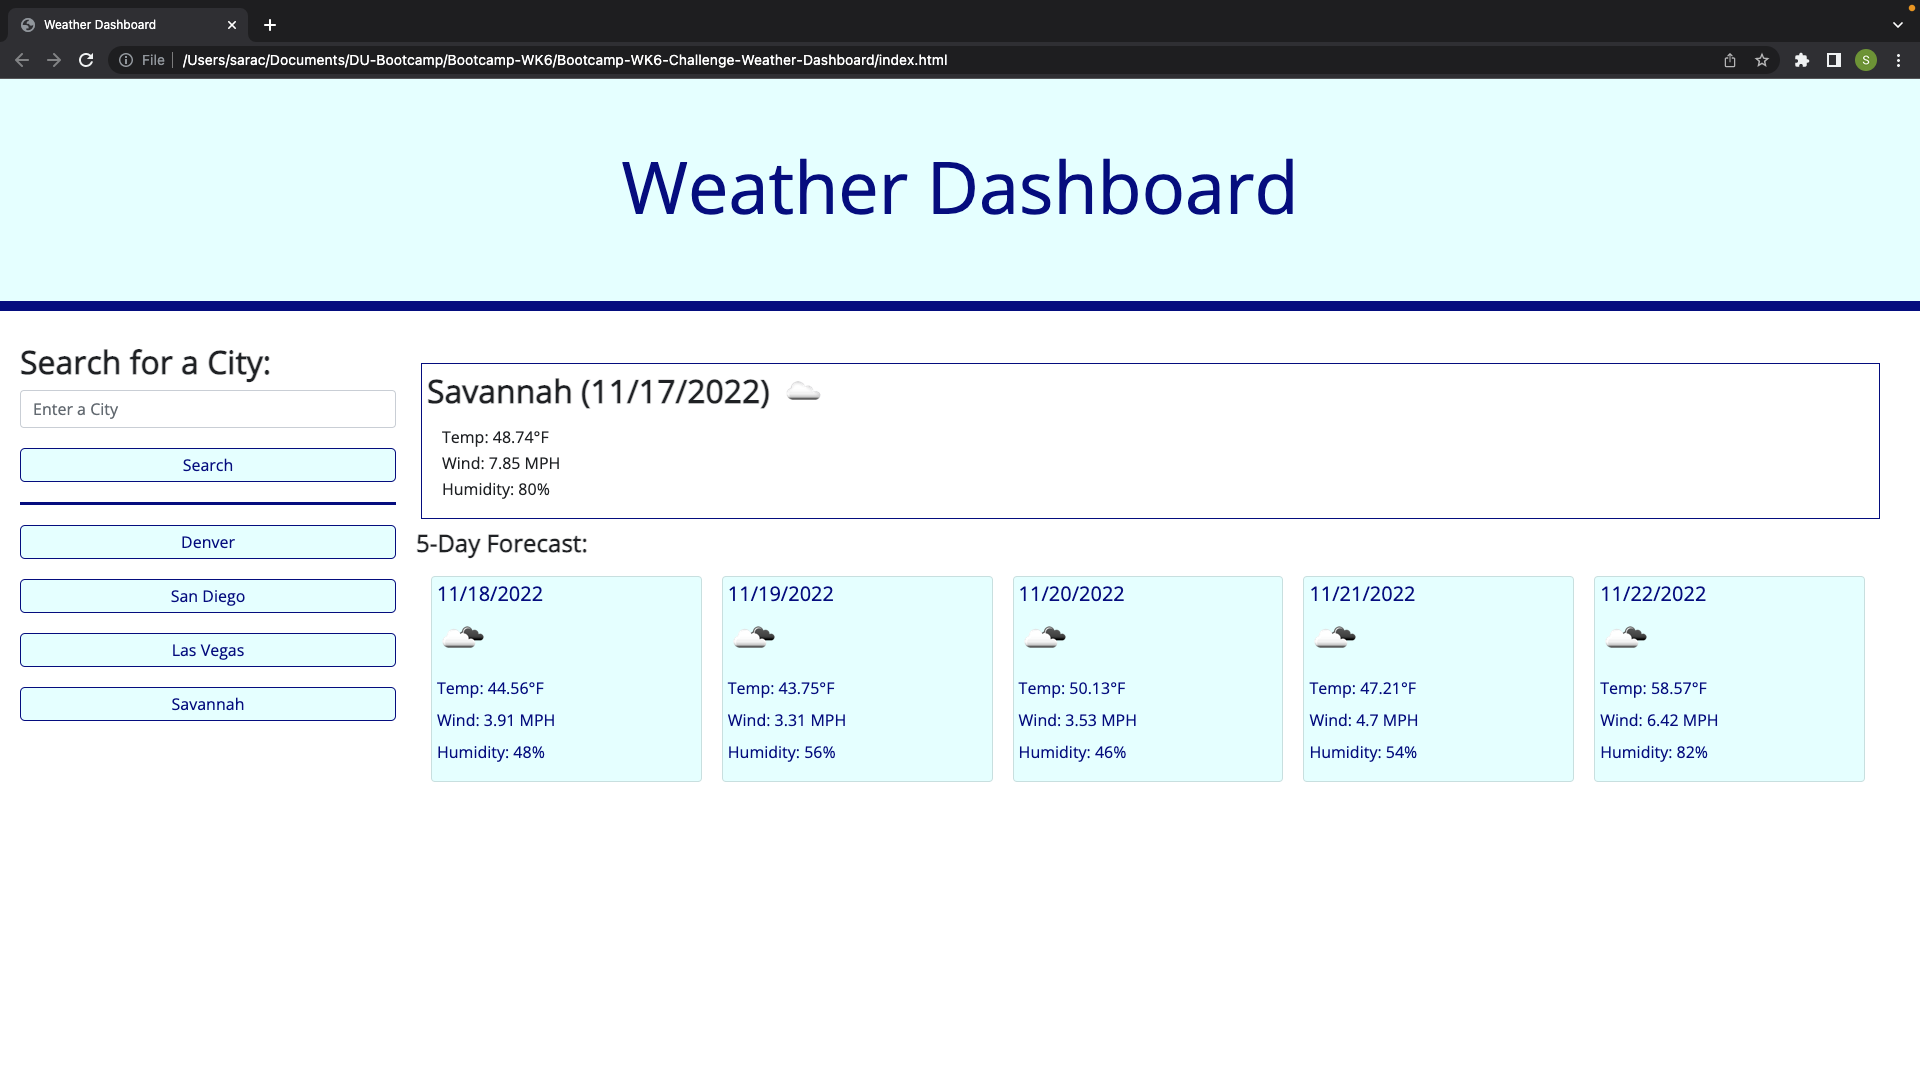 Weather Dashboard
File
/Users/sarac/Documents/DU-Bootcamp/Bootcamp-WK6/Bootcamp-WK6-Challenge-Weather-Dashboard/index.html
S
Weather Dashboard
Search for a City:
Enter a City
Search
Denver
San Diego
Las Vegas
Savannah
Savannah (11/17/2022)
Temp: 48.74°F
Wind: 7.85 MPH
Humidity: 80%
5-Day Forecast:
11/18/2022
Temp: 44.56°F
Wind: 3.91 MPH
Humidity: 48%
11/19/2022
Temp: 43.75°F
Wind: 3.31 MPH
Humidity: 56%
11/20/2022
Temp: 50.13°F
Wind: 3.53 MPH
Humidity: 46%
11/21/2022
Temp: 47.21°F
Wind: 4.7 MPH
Humidity: 54%
11/22/2022
Temp: 58.57°F
Wind: 6.42 MPH
Humidity: 82%